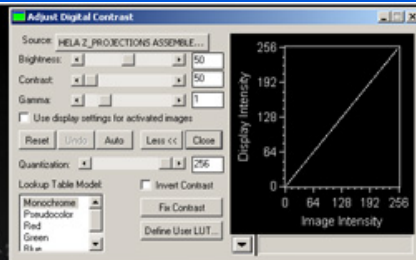 Adjust Digital Contrast
Source: HELA Z_PROJECTIONS ASSEMBLE...
Brightness: 50
Contrast: 50
Gamma: 1
Use display settings for activated images
Reset Undo Auto Less << Close
Quantization: 256
Lookup Table Model:
Invert Contrast
Monochrome
Pseudocolor
Red
Green
Blue
Fix Contrast
Define User LUT...
Display Intensity
256
192
128
64
0
0 64 128 192 256
Image Intensity